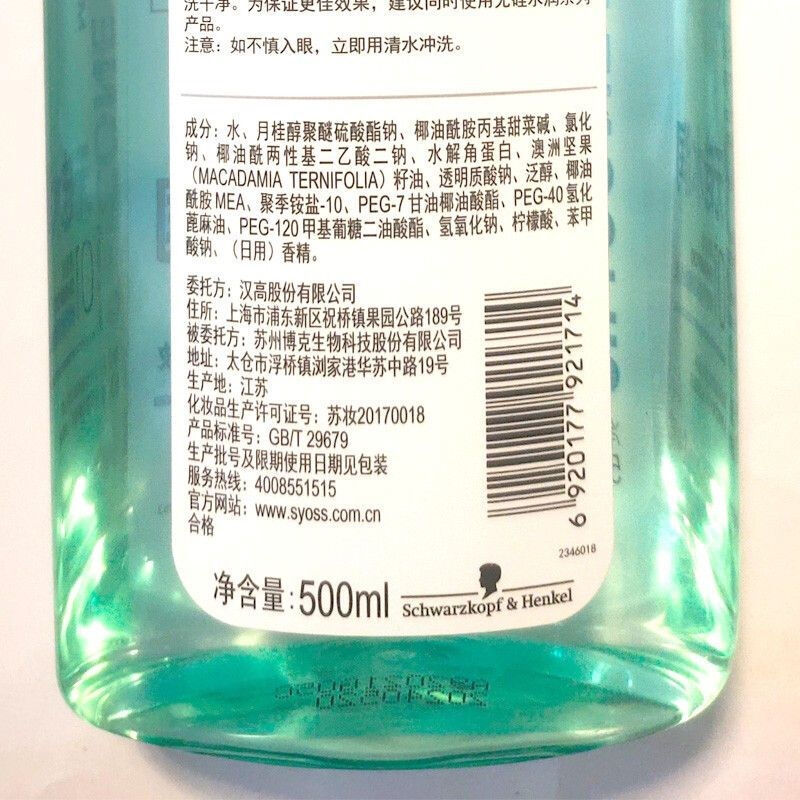 洗干净。为保证更佳效果，建议同时使用无硅水润系列
产品。
注意：如不慎入眼，立即用清水冲洗。
成分：水、月桂醇聚醚硫酸酯钠、椰油酰胺丙基甜菜碱、氯化
钠、椰油酰两性基二乙酸二钠、水解角蛋白、澳洲坚果
（MACADAMIA TERNIFOLIA）籽油、透明质酸钠、泛醇、椰油
酰胺MEA、聚季铵盐-10、PEG-7甘油椰油酸酯、PEG-40氢化
蓖麻油、PEG-120甲基葡糖二油酸酯、氢氧化钠、柠檬酸、苯甲
酸钠、（日用）香精。
委托方：汉高股份有限公司
住所：上海市浦东新区祝桥镇果园公路189号
被委托方：苏州博克生物科技股份有限公司
地址：太仓市浮桥镇浏家港华苏中路19号
生产地：江苏
化妆品生产许可证号：苏妆20170018
产品标准号：GB/T 29679
生产批号及限期使用日期见包装
服务热线：4008551515
官方网站：www.syoss.com.cn
合格
6 920177 921714
2346018
净含量：500ml
Schwarzkopf & Henkel